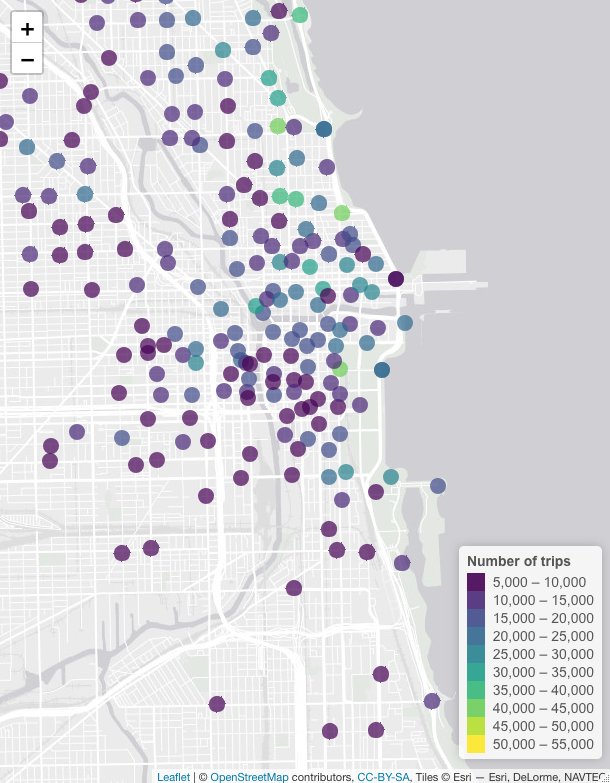 +
−
Number of trips
5,000 – 10,000
10,000 – 15,000
15,000 – 20,000
20,000 – 25,000
25,000 – 30,000
30,000 – 35,000
35,000 – 40,000
40,000 – 45,000
45,000 – 50,000
50,000 – 55,000
Leaflet | © OpenStreetMap contributors, CC-BY-SA, Tiles © Esri — Esri, DeLorme, NAVTEQ